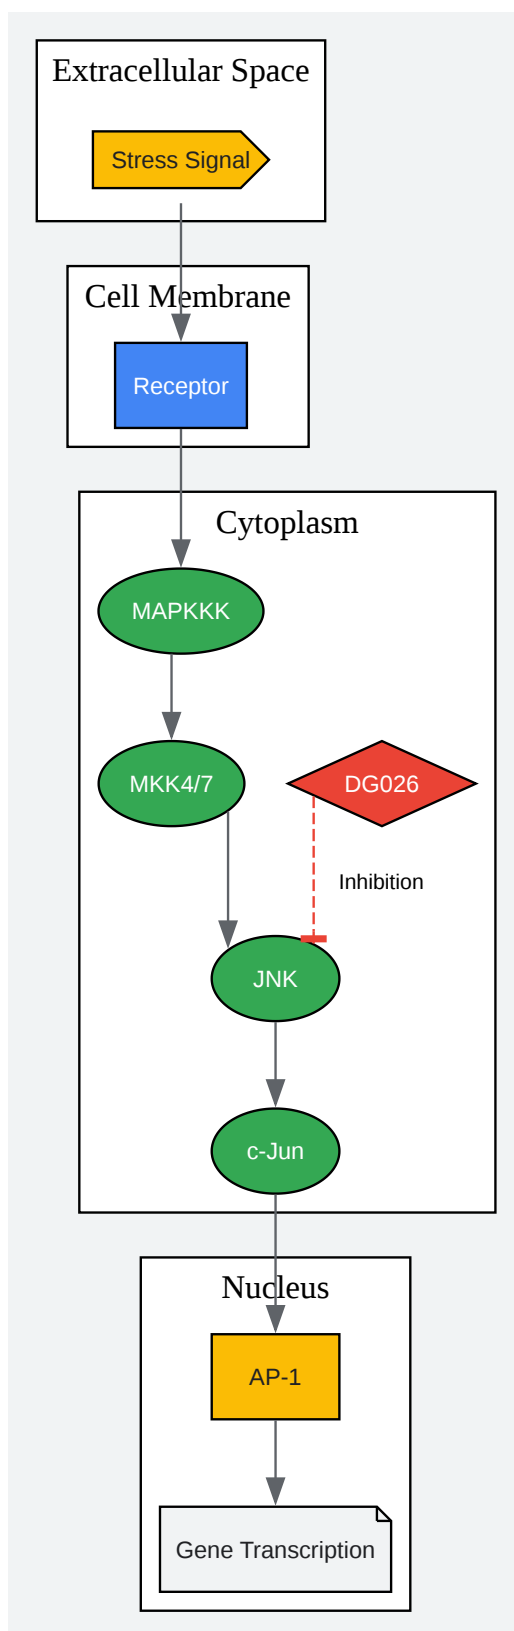 Extracellular Space
Stress Signal
Cell Membrane
Receptor
Cytoplasm
MAPKKK
MKK4/7
DG026
Inhibition
JNK
c-Jun
Nucleus
AP-1
Gene Transcription